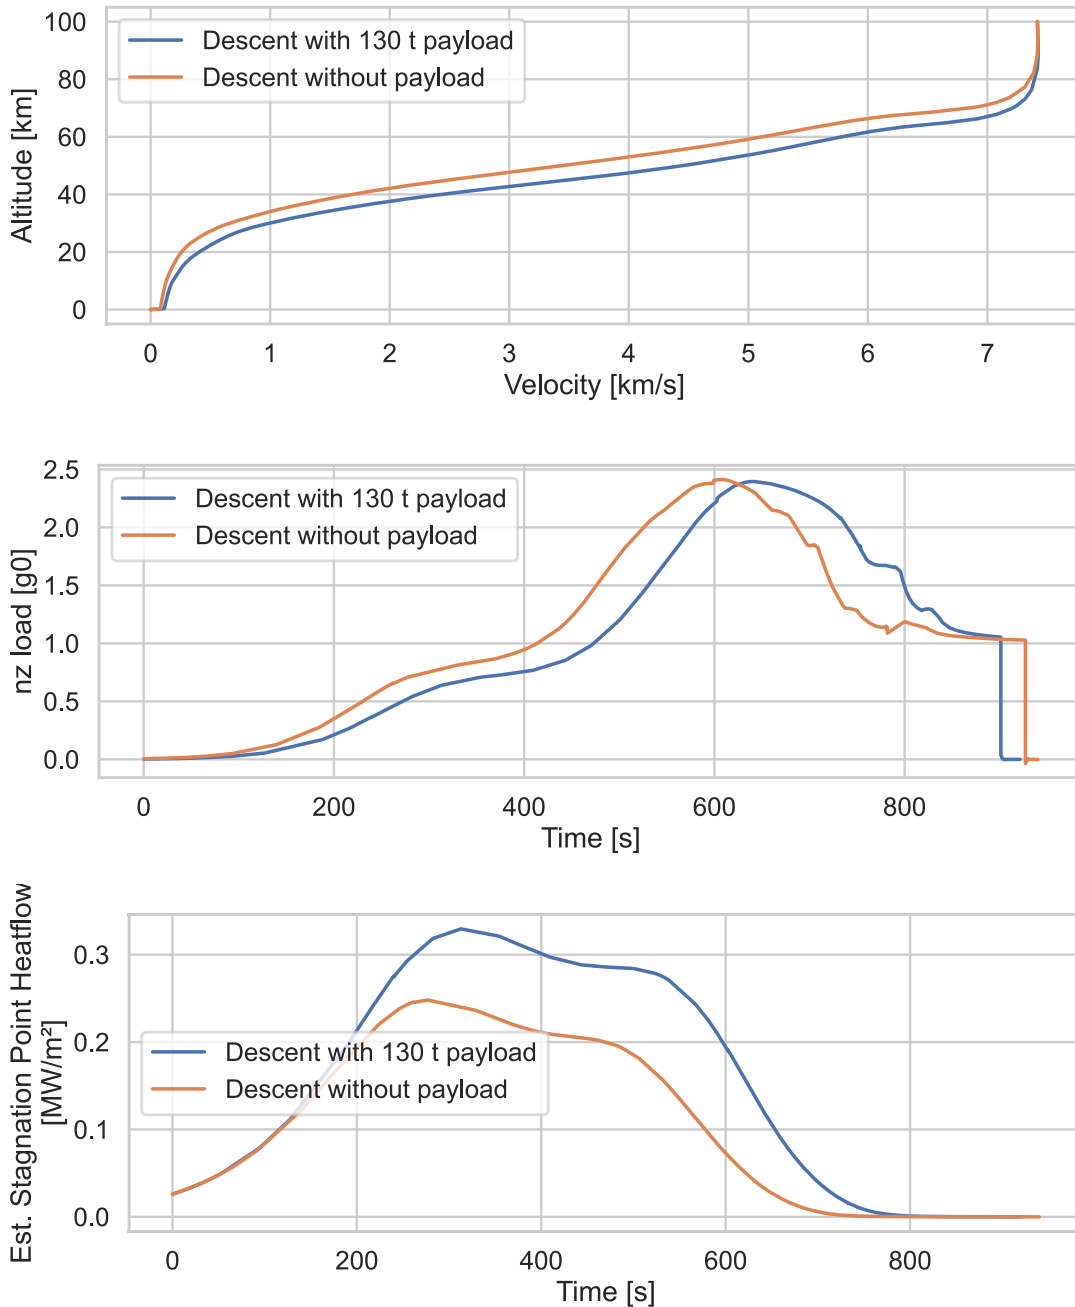 100
80
60
40
20
0
Altitude [km]
Descent with 130 t payload
Descent without payload
0 1 2 3 4 5 6 7
Velocity [km/s]
2.5
2.0
1.5
1.0
0.5
0.0
nz load [g0]
Descent with 130 t payload
Descent without payload
0 200 400 600 800
Time [s]
Est. Stagnation Point Heatflow
[MW/m²]
0.3
0.2
0.1
0.0
Descent with 130 t payload
Descent without payload
0 200 400 600 800
Time [s]